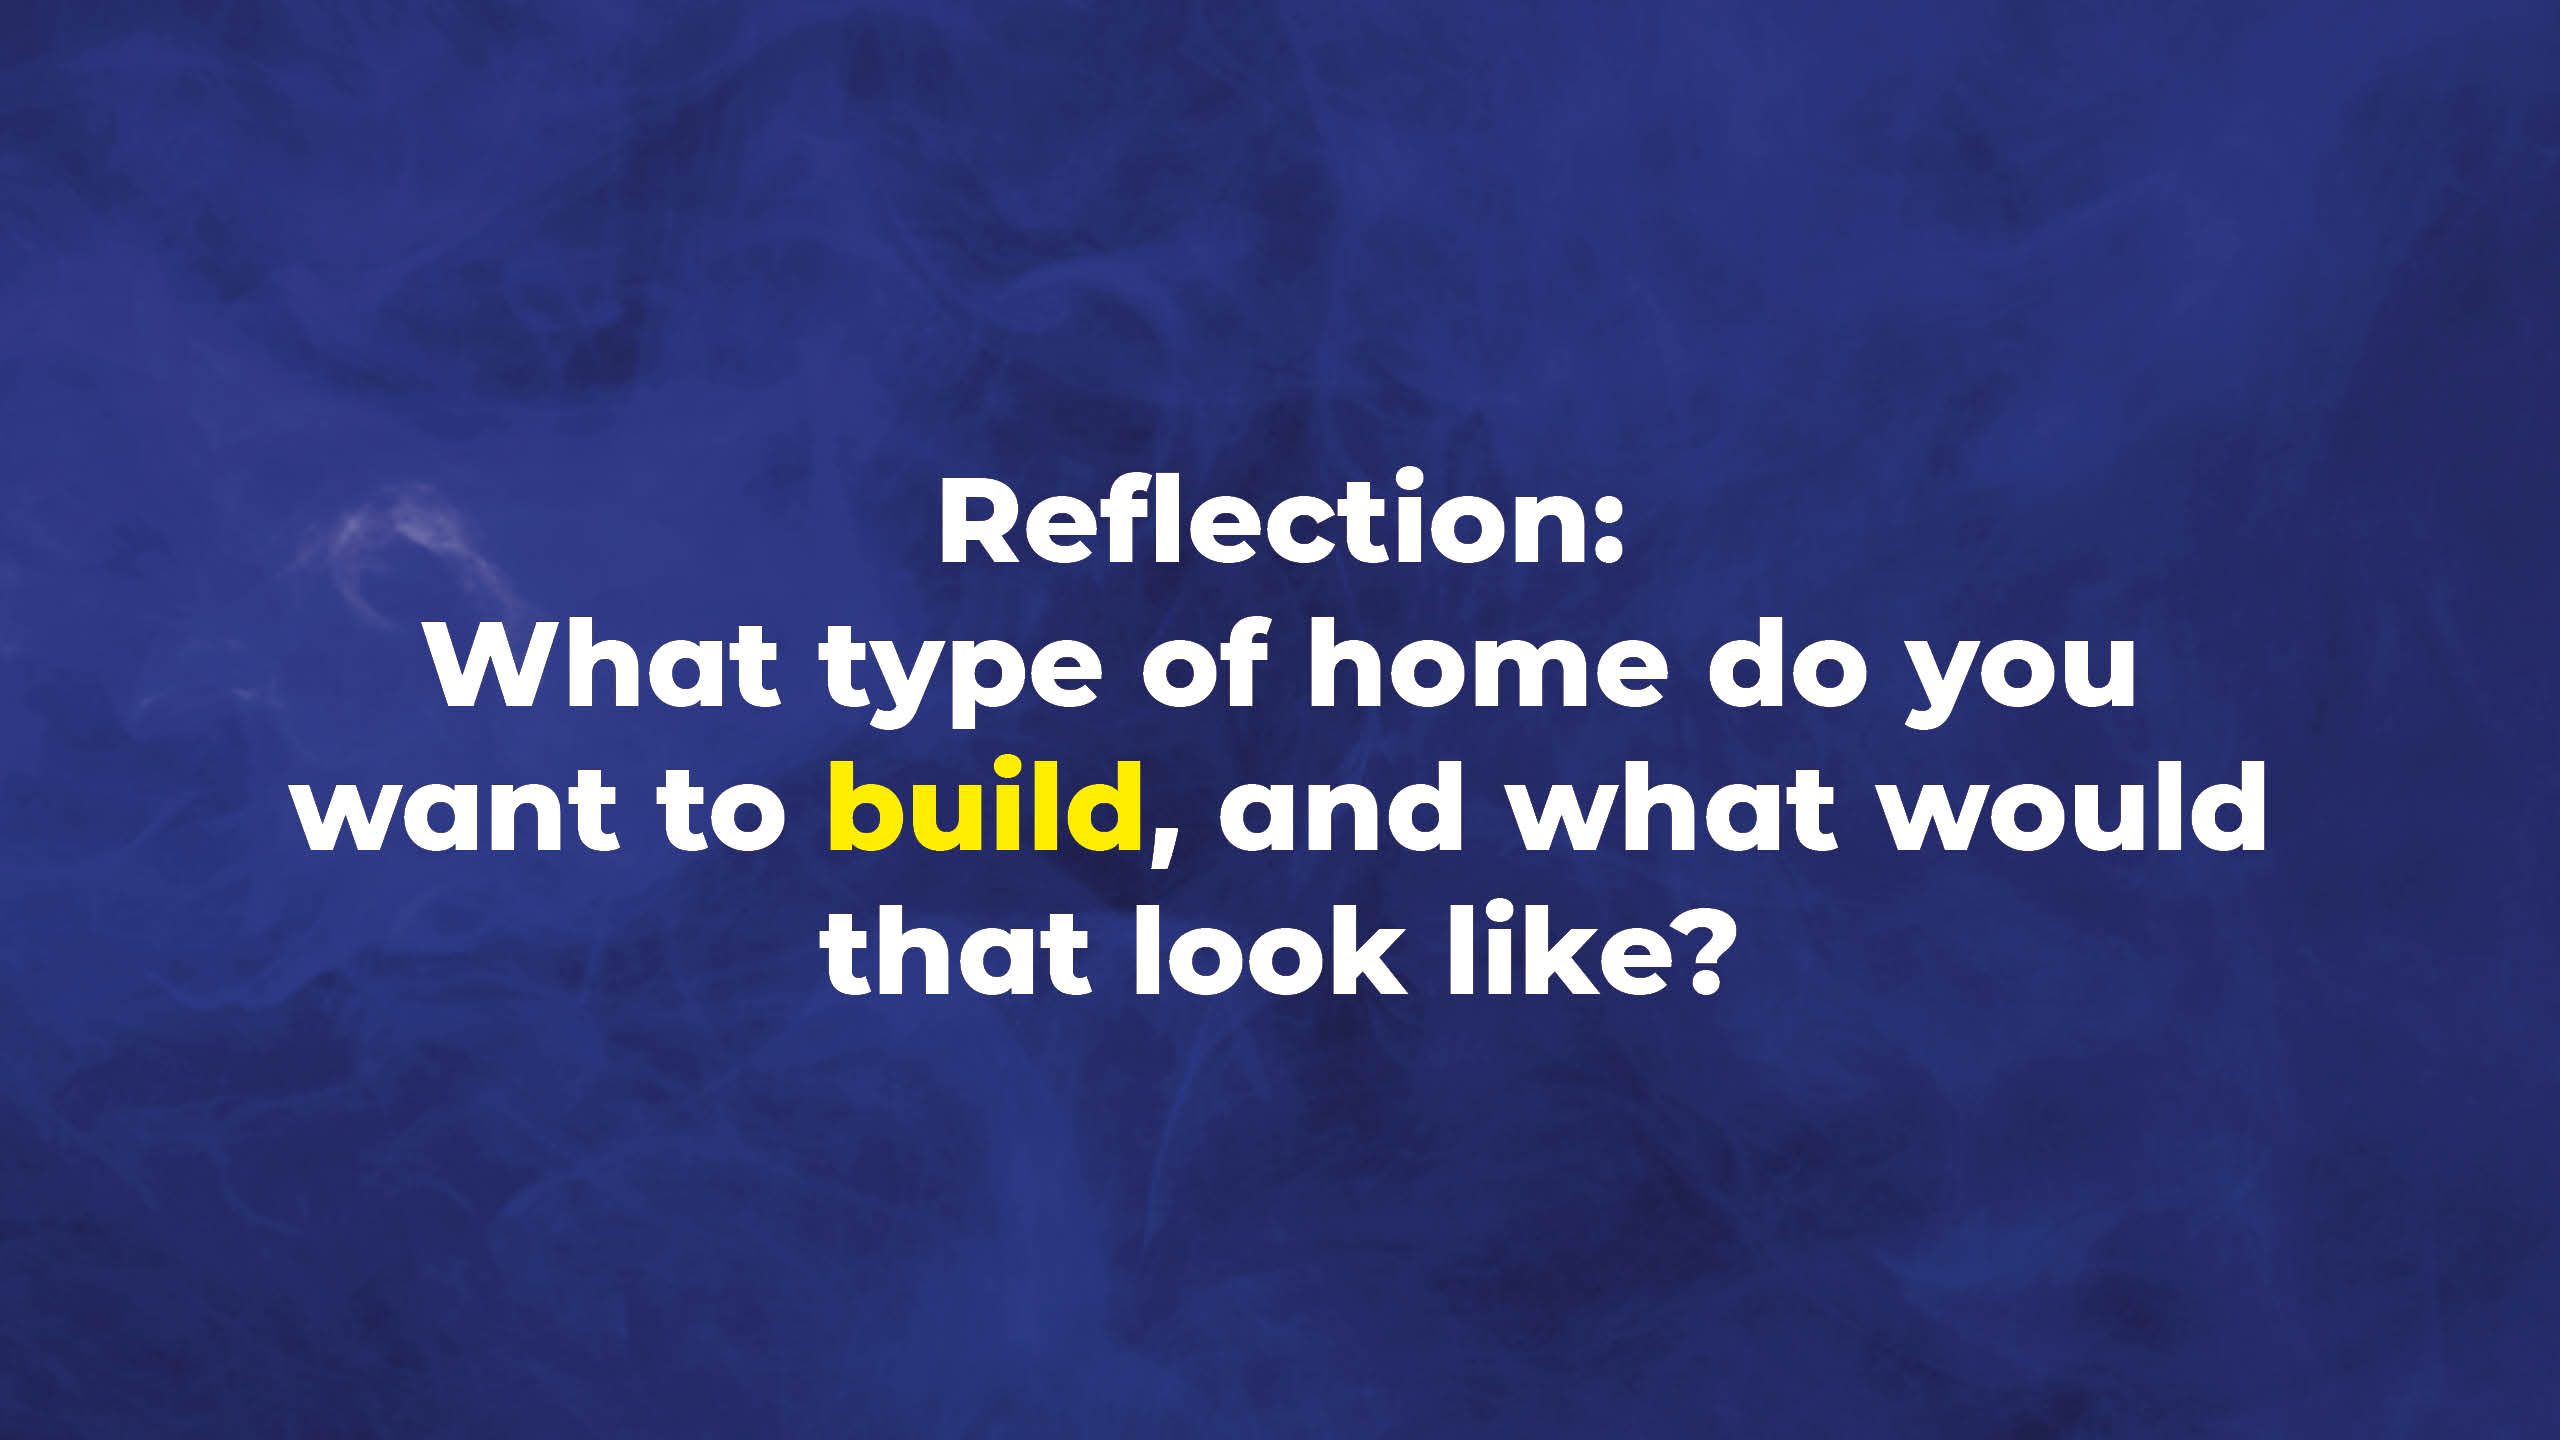 Reflection:
What type of home do you
want to build, and what would
that look like?